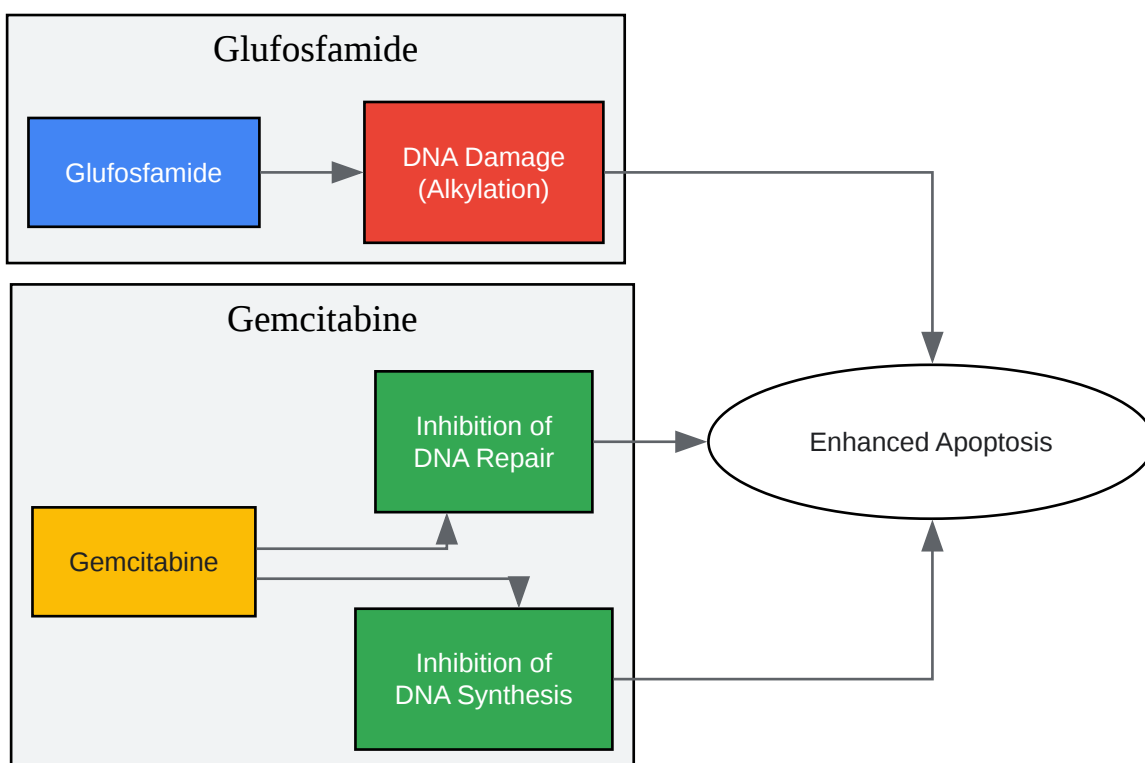 Glufosfamide
Glufosfamide
DNA Damage
(Alkylation)
Gemcitabine
Inhibition of
DNA Repair
Enhanced Apoptosis
Gemcitabine
Inhibition of
DNA Synthesis